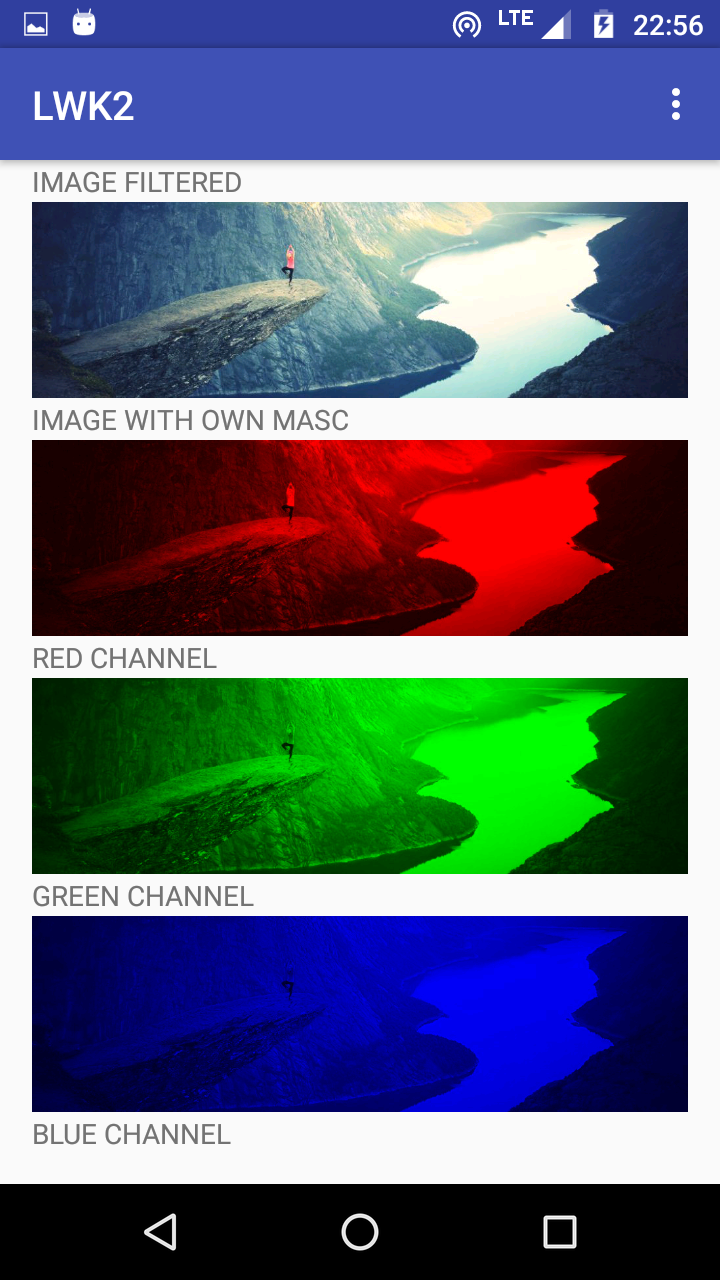 LTE 22:56
LWK2
IMAGE FILTERED
IMAGE WITH OWN MASC
RED CHANNEL
GREEN CHANNEL
BLUE CHANNEL